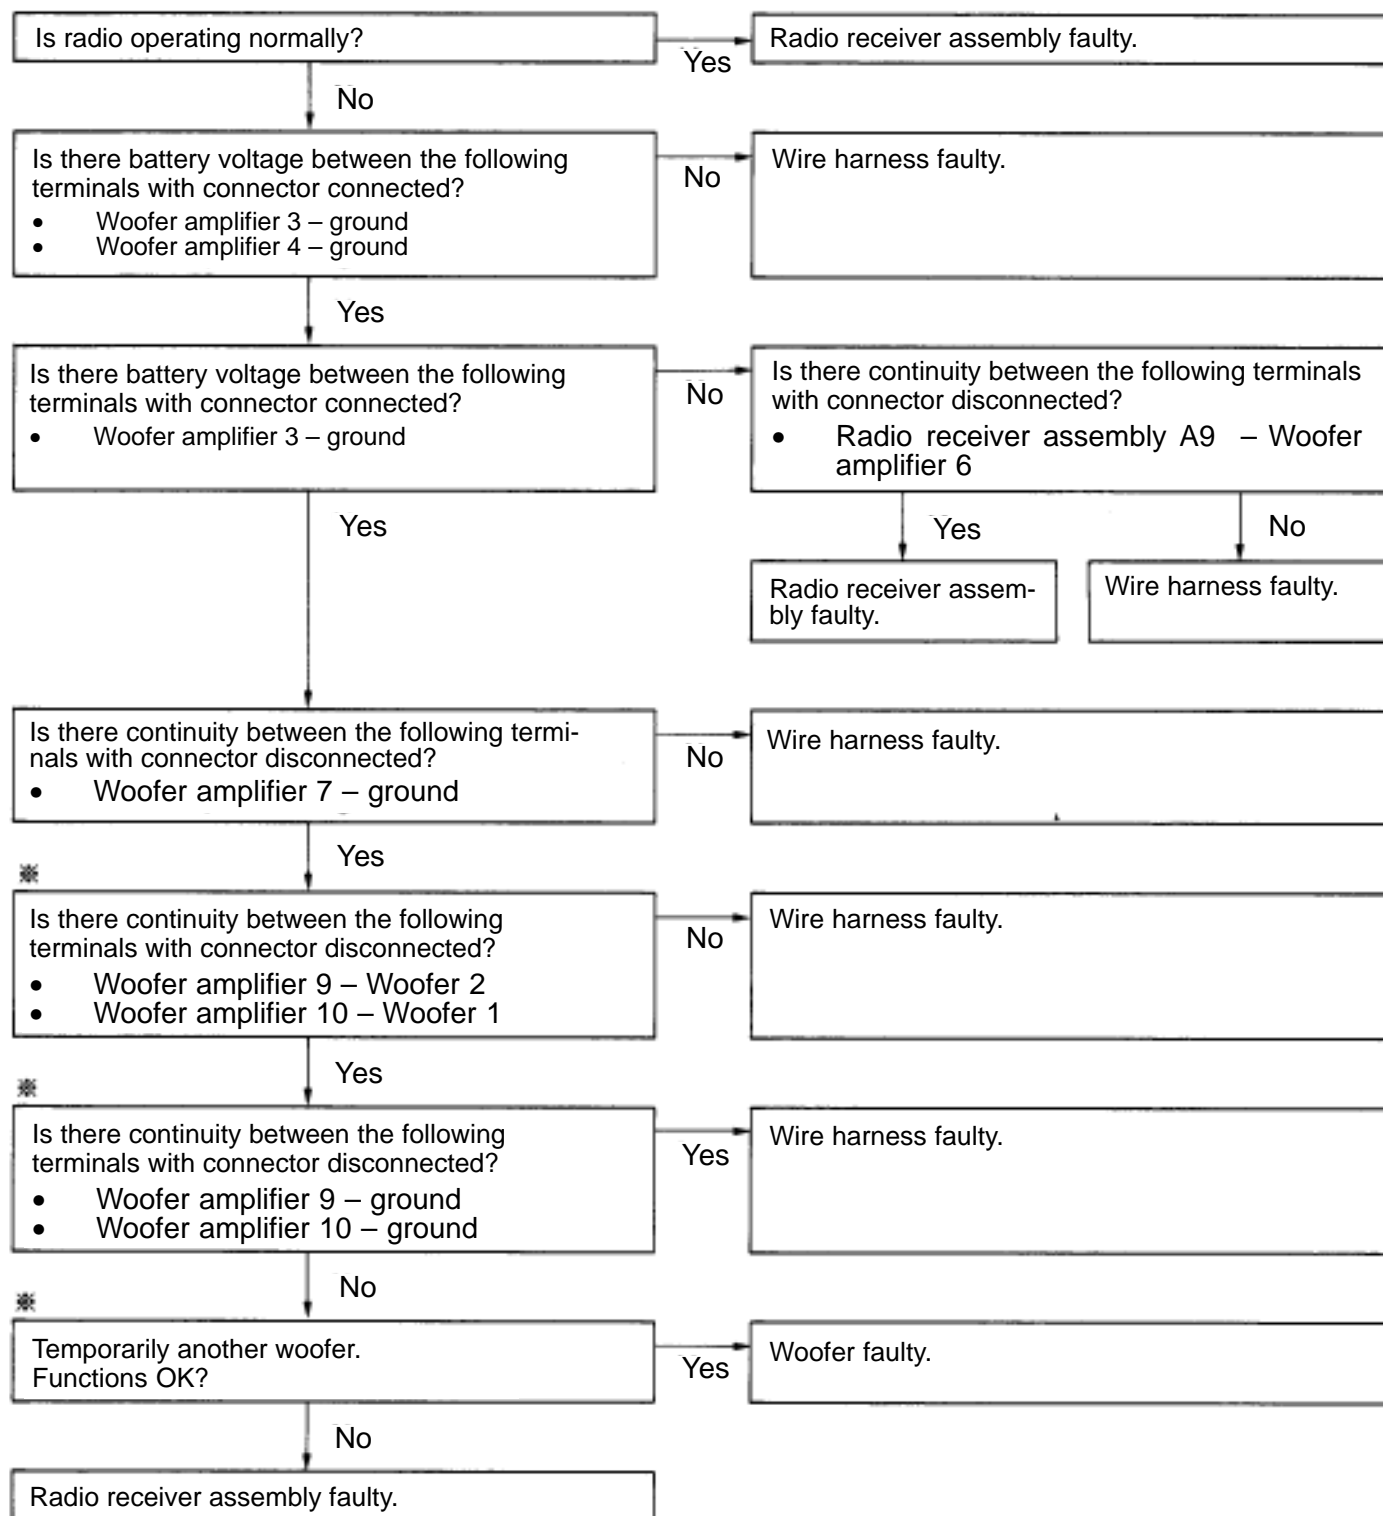 Is radio operating normally?
Yes
Radio receiver assembly faulty.
No
Is there battery voltage between the following
terminals with connector connected?
• Woofer amplifier 3 – ground
• Woofer amplifier 4 – ground
No
Wire harness faulty.
Yes
Is there battery voltage between the following
terminals with connector connected?
• Woofer amplifier 3 – ground
No
Is there continuity between the following terminals
with connector disconnected?
• Radio receiver assembly A9 – Woofer
amplifier 6
Yes
Yes
No
Radio receiver assem-
bly faulty.
Wire harness faulty.
Is there continuity between the following termi-
nals with connector disconnected?
• Woofer amplifier 7 – ground
No
Wire harness faulty.
Yes
※
Is there continuity between the following
terminals with connector disconnected?
• Woofer amplifier 9 – Woofer 2
• Woofer amplifier 10 – Woofer 1
No
Wire harness faulty.
Yes
※
Is there continuity between the following
terminals with connector disconnected?
• Woofer amplifier 9 – ground
• Woofer amplifier 10 – ground
Yes
Wire harness faulty.
No
※
Temporarily another woofer.
Functions OK?
Yes
Woofer faulty.
No
Radio receiver assembly faulty.